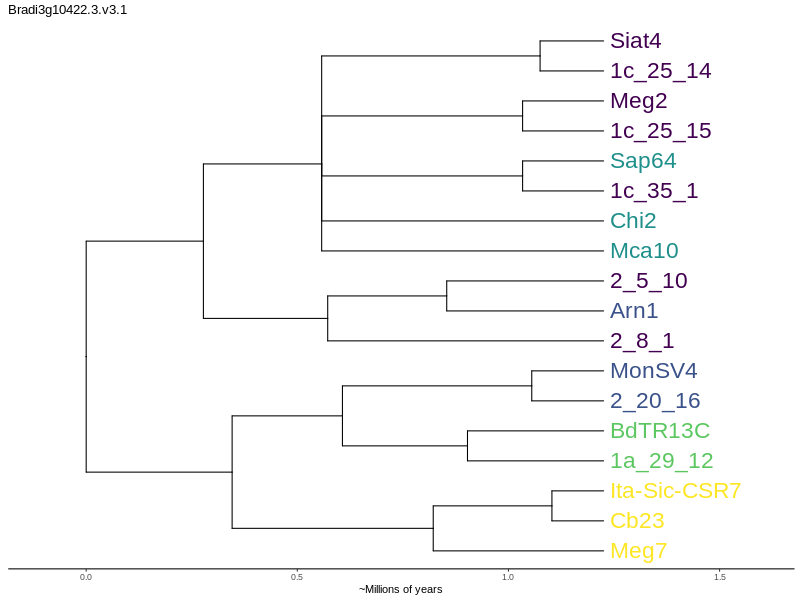 Bradi3g10422.3.v3.1
Siat4
1c_25_14
Meg2
1c_25_15
Sap64
1c_35_1
Chi2
Mca10
2_5_10
Arn1
2_8_1
MonSV4
2_20_16
BdTR13C
1a_29_12
Ita-Sic-CSR7
Cb23
Meg7
0.0 0.5 1.0 1.5
~Millions of years